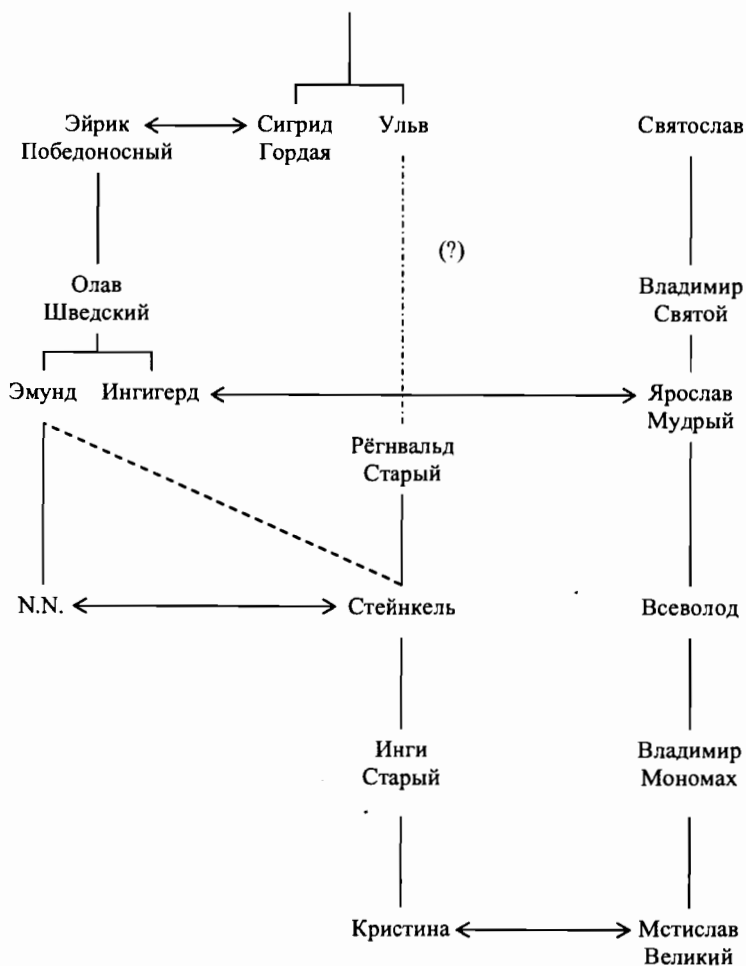 Эйрик
Победоносный
Сигрид
Гордая
Ульв
Святослав
(?)
Олав
Шведский
Владимир
Святой
Эмунд
Ингигерд
Ярослав
Мудрый
Рёгнвальд
Старый
N.N.
Стейнкель
Всеволод
Инги
Старый
Владимир
Мономах
Кристина
Мстислав
Великий